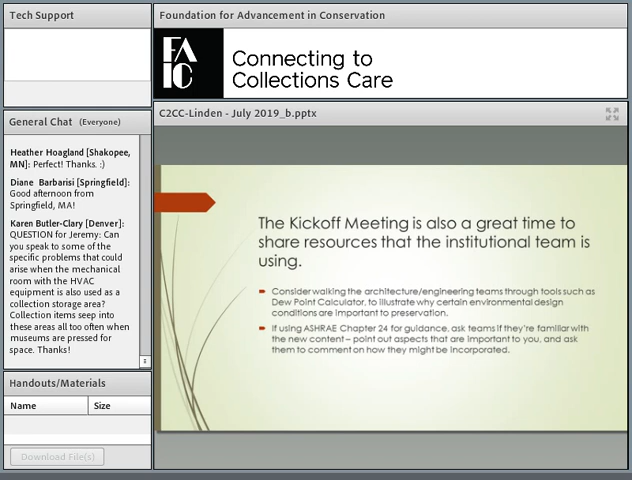 Tech Support
Foundation for Advancement in Conservation
FAIC
Connecting to
Collections Care
General Chat (Everyone)
Heather Hoagland [Shakopee,
MN]: Perfect! Thanks. :)
Diane Barbarisi [Springfield]:
Good afternoon from
Springfield, MA!
Karen Butler-Clary [Denver]:
QUESTION for Jeremy: Can
you speak to some of the
specific problems that could
arise when the mechanical
room with the HVAC
equipment is also used as a
collection storage area?
Collection items seep into
these areas all too often when
museums are pressed for
space. Thanks!
Handouts/Materials
Name Size
Download File(s)
C2CC-Linden - July 2019_b.pptx
The Kickoff Meeting is also a great time to
share resources that the institutional team is
using.
Consider walking the architecture/engineering teams through tools such as
Dew Point Calculator, to illustrate why certain environmental design
conditions are important to preservation.
If using ASHRAE Chapter 24 for guidance, ask teams if they're familiar with
the new content – point out aspects that are important to you, and ask
them to comment on how they might be incorporated.